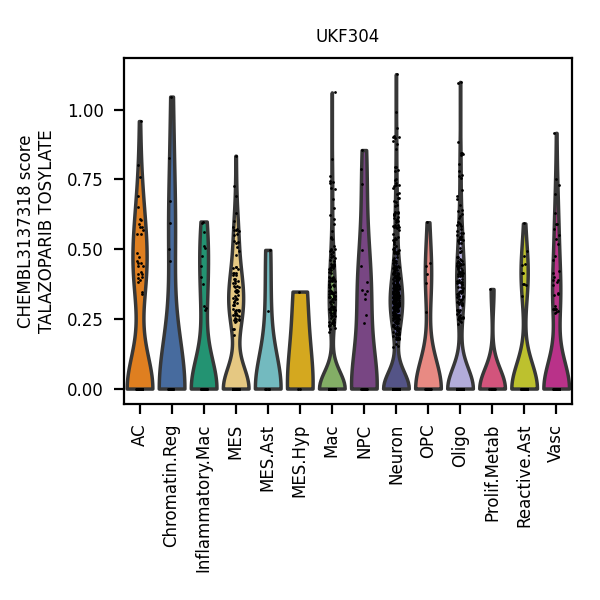 UKF304
CHEMBL3137318 score
TALAZOPARIB TOSYLATE
1.00
0.75
0.50
0.25
0.00
AC
Chromatin.Reg
Inflammatory.Mac
MES
MES.Ast
MES.Hyp
Mac
NPC
Neuron
OPC
Oligo
Prolif.Metab
Reactive.Ast
Vasc